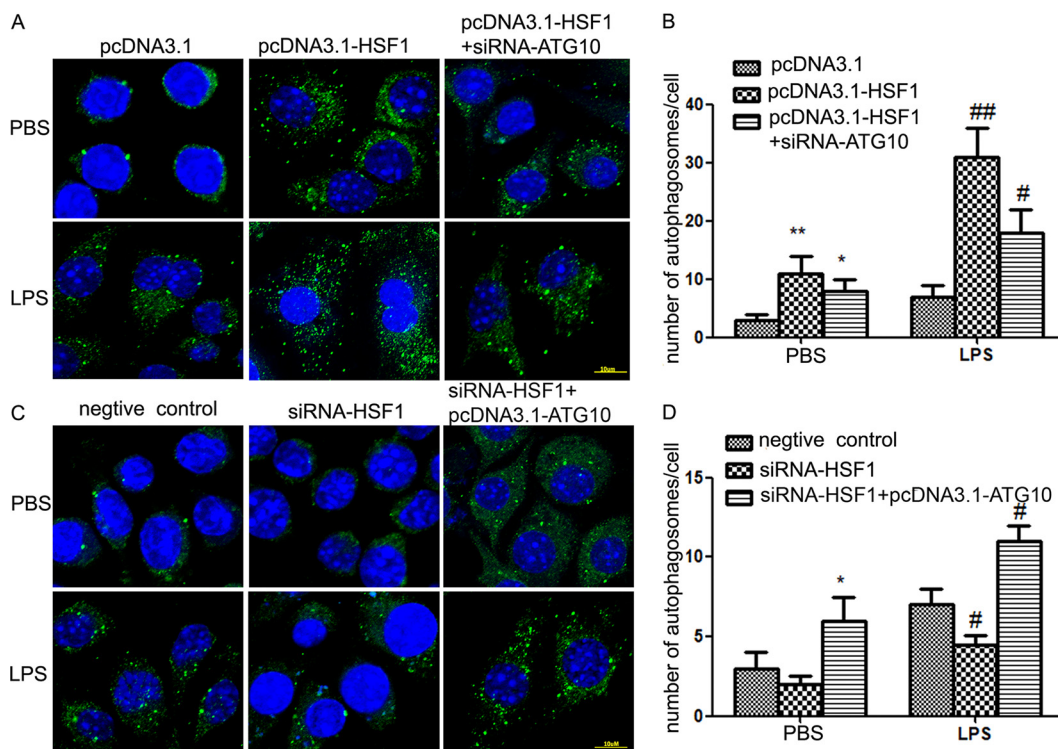 A
pcDNA3.1
pcDNA3.1-HSF1
pcDNA3.1-HSF1
+siRNA-ATG10
PBS
LPS
10um
B
pcDNA3.1
pcDNA3.1-HSF1
pcDNA3.1-HSF1
+siRNA-ATG10
number of autophagosomes/cell
40
30
20
10
0
**
*
##
#
PBS
LPS
C
negtive control
siRNA-HSF1
siRNA-HSF1+
pcDNA3.1-ATG10
PBS
LPS
10uM
D
negtive control
siRNA-HSF1
siRNA-HSF1+pcDNA3.1-ATG10
number of autophagosomes/cell
15
10
5
0
*
#
#
PBS
LPS